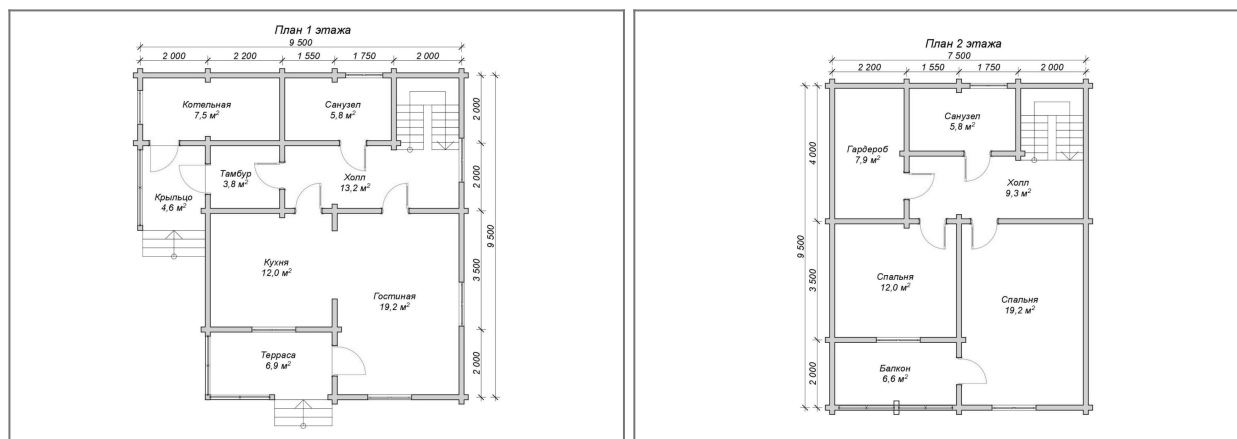 План 1 этажа
9 500
2 000
2 200
1 550
1 750
2 000
Котельная
7,5 м²
Санузел
5,8 м²
2 000
Тамбур
3,8 м²
Холл
13,2 м²
2 000
Крыльцо
4,6 м²
9 500
Кухня
12,0 м²
3 500
Гостиная
19,2 м²
Терраса
6,9 м²
2 000
План 2 этажа
7 500
2 200
1 550
1 750
2 000
Санузел
5,8 м²
4 000
Гардероб
7,9 м²
Холл
9,3 м²
9 500
Спальня
12,0 м²
3 500
Спальня
19,2 м²
Балкон
6,6 м²
2 000